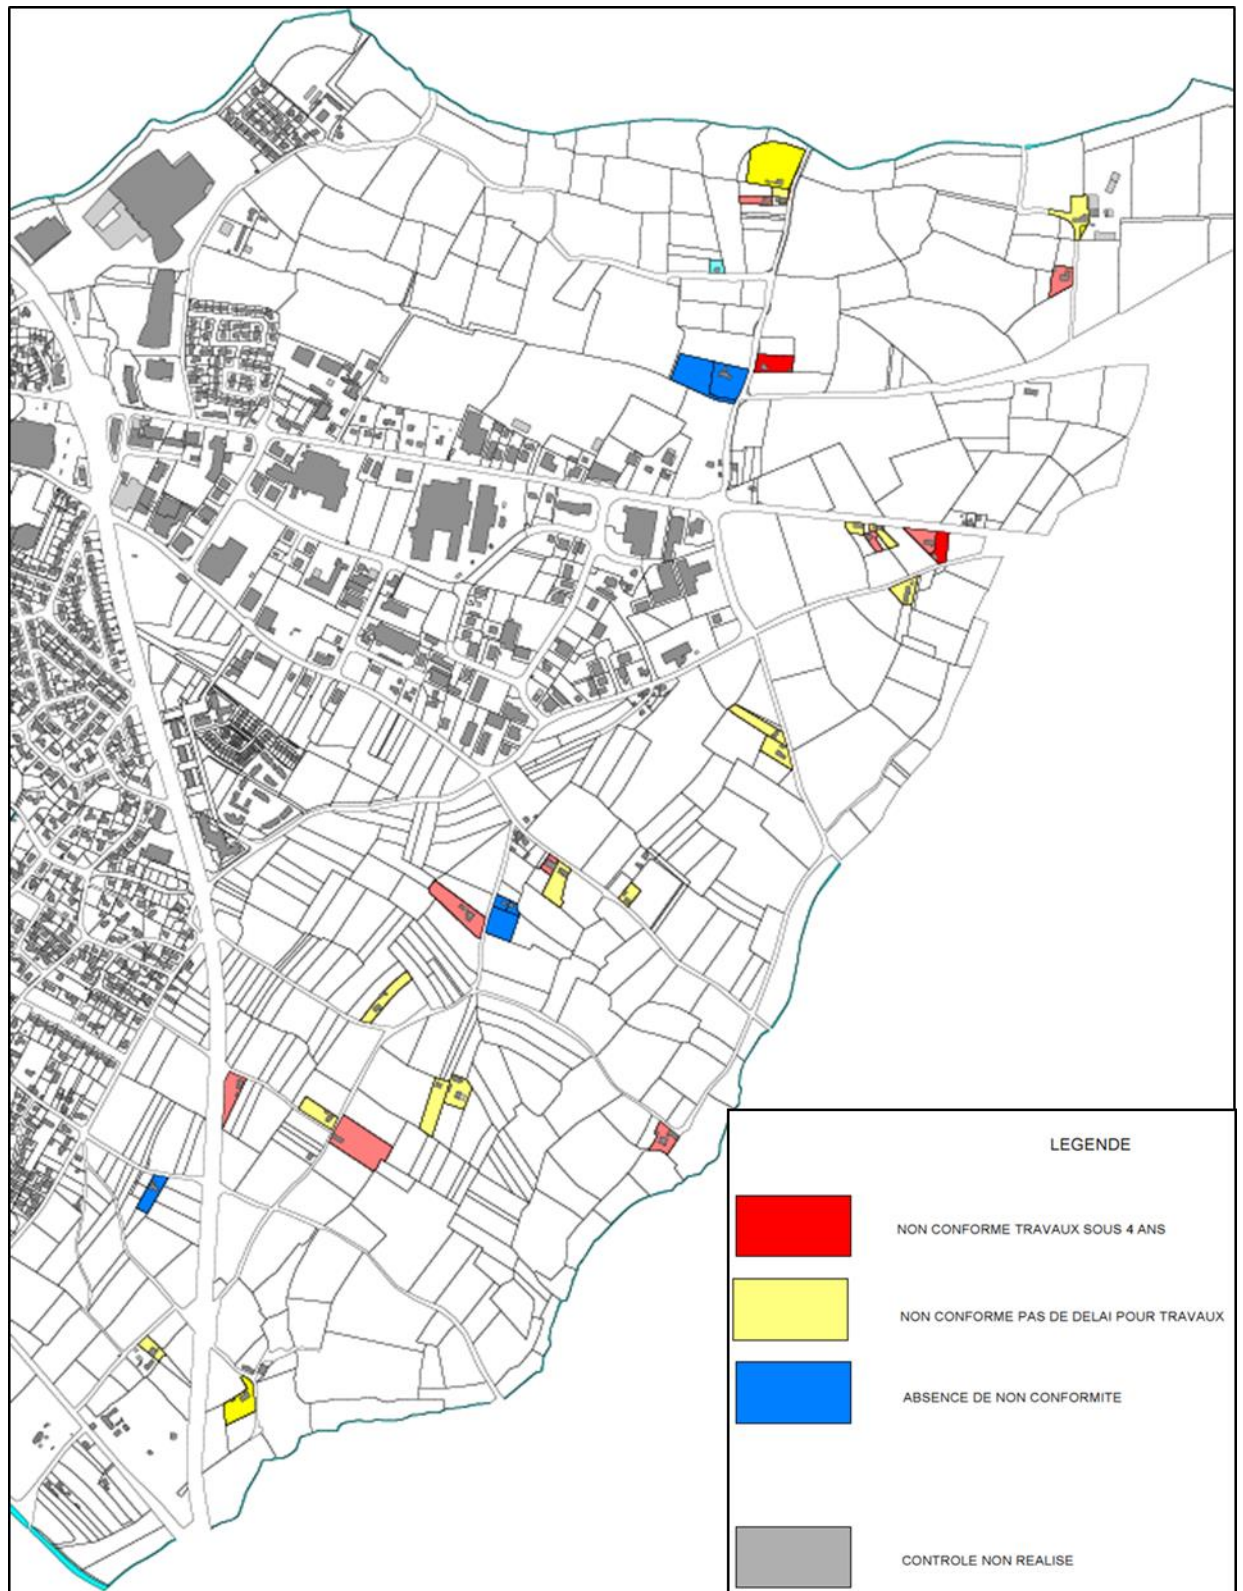 LEGENDE
NON CONFORME TRAVAUX SOUS 4 ANS
NON CONFORME PAS DE DELAI POUR TRAVAUX
ABSENCE DE NON CONFORMITE
CONTROLE NON REALISE